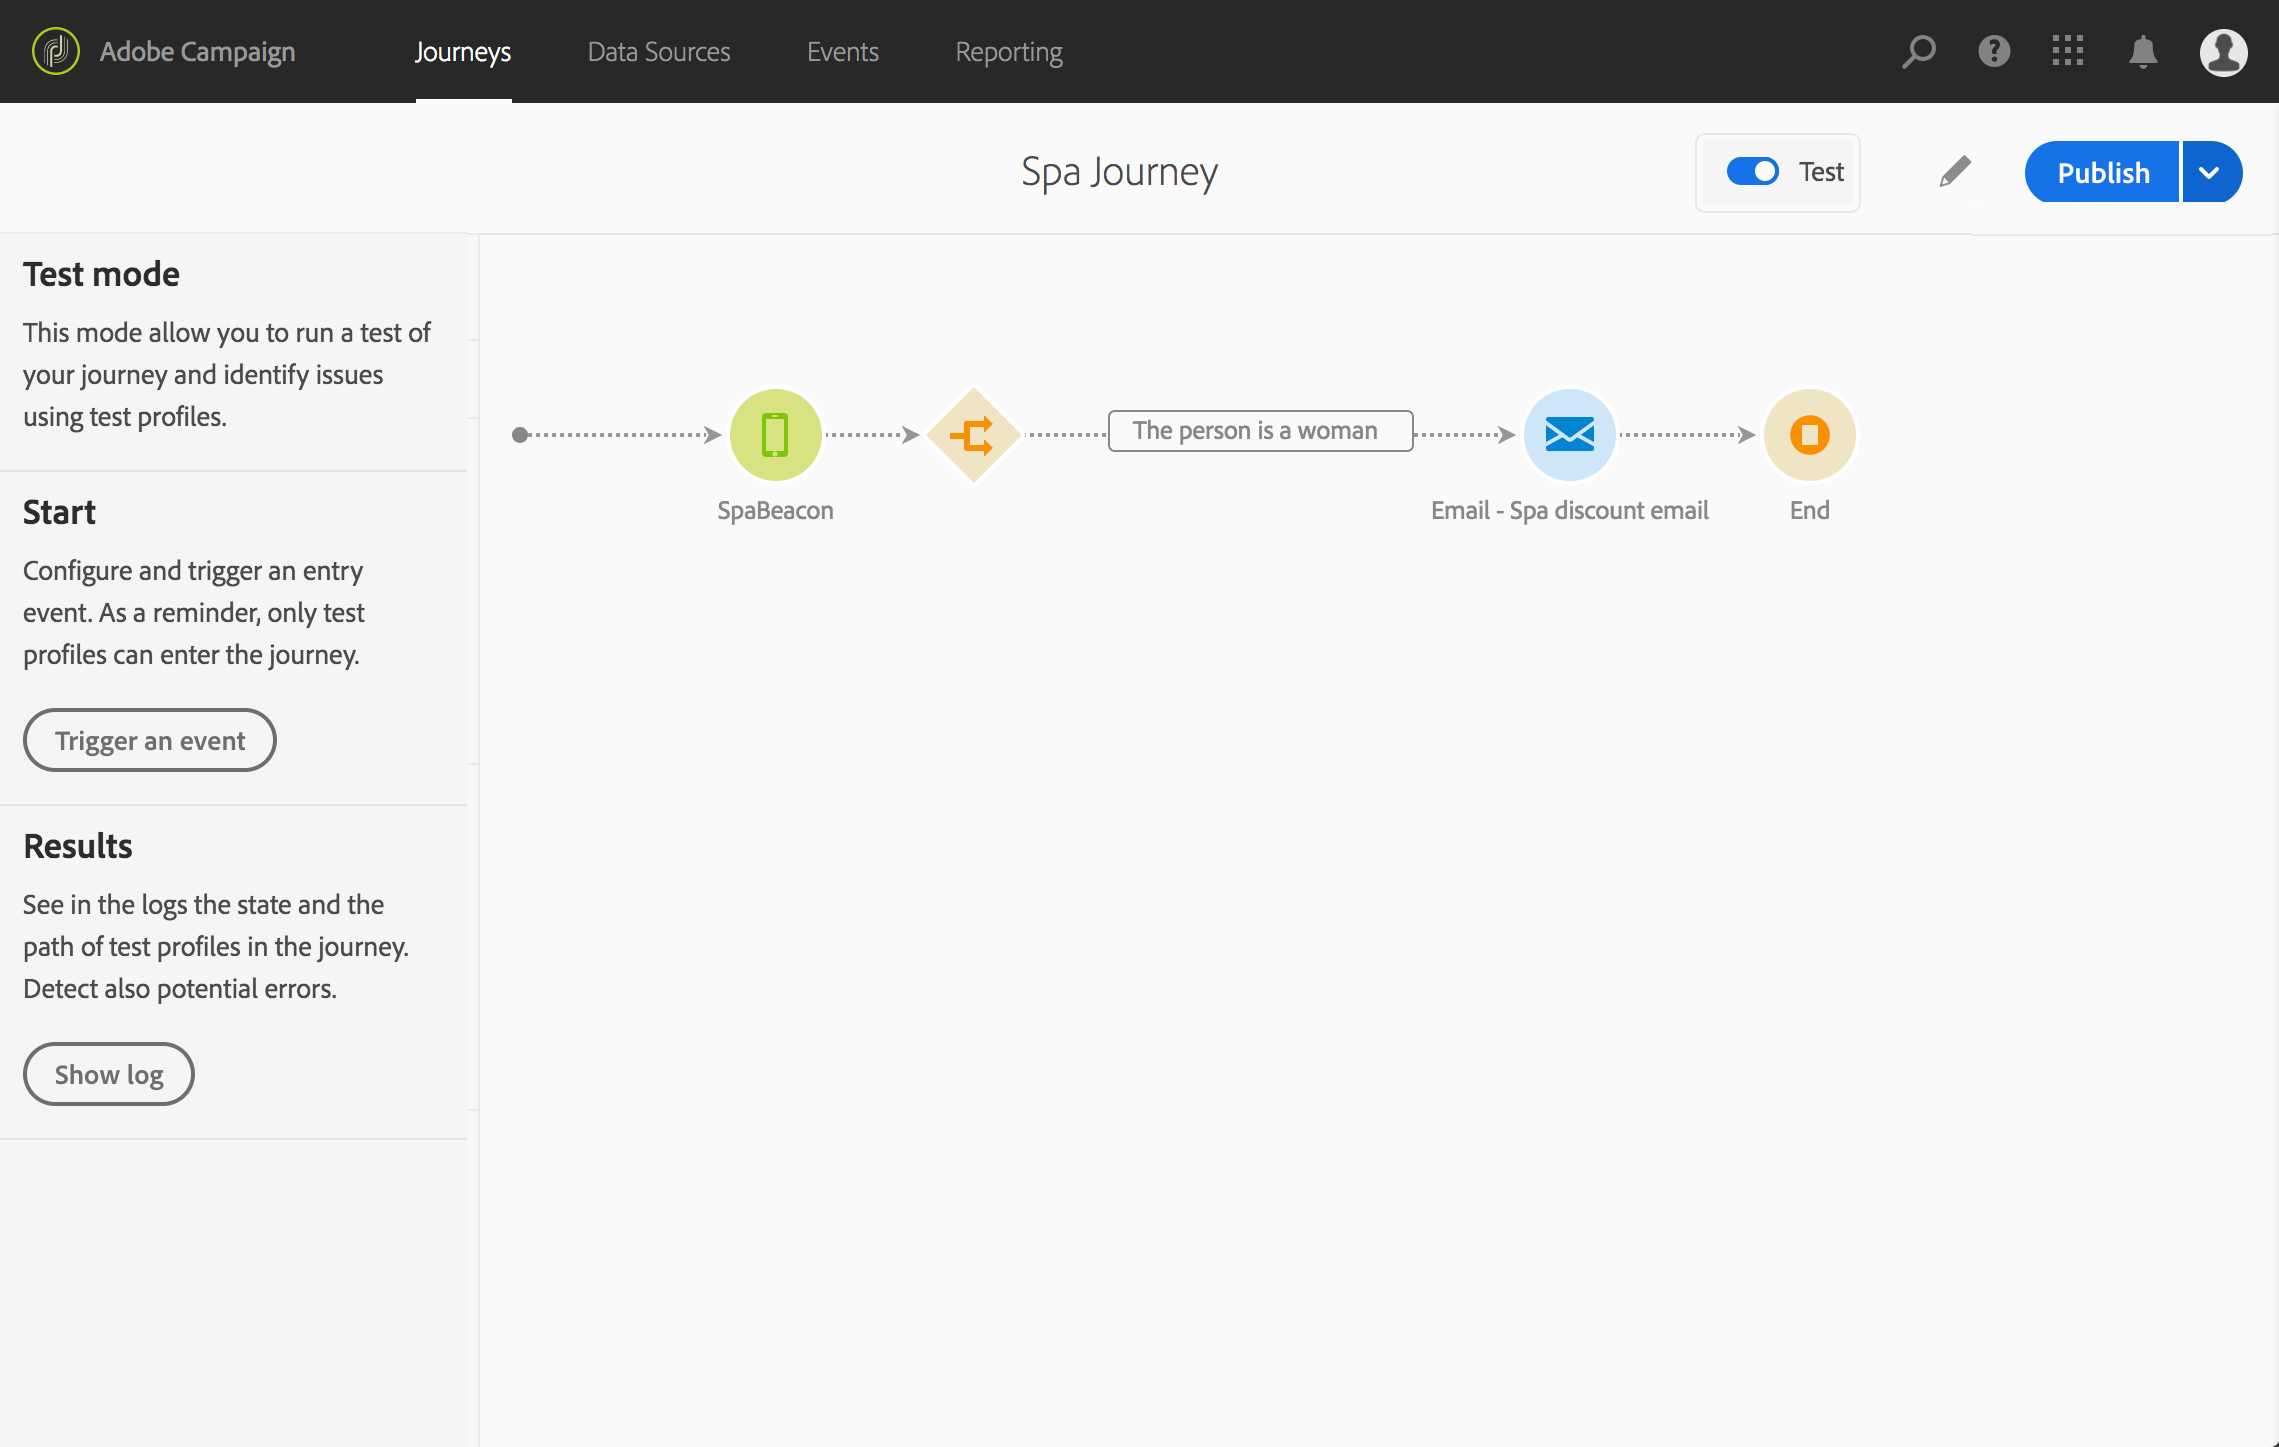 Adobe Campaign Journeys Data Sources Events Reporting
Spa Journey Test Publish
Test mode
This mode allow you to run a test of
your journey and identify issues
using test profiles.
The person is a woman
SpaBeacon Email - Spa discount email End
Start
Configure and trigger an entry
event. As a reminder, only test
profiles can enter the journey.
Trigger an event
Results
See in the logs the state and the
path of test profiles in the journey.
Detect also potential errors.
Show log